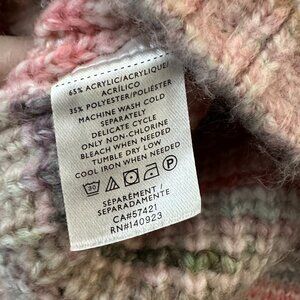 65% ACRYLIC/ACRYLIQUE/
ACRÍLICO
35% POLYESTER/POLIÉSTER
MACHINE WASH COLD
SEPARATELY
DELICATE CYCLE
ONLY NON-CHLORINE
BLEACH WHEN NEEDED
TUMBLE DRY LOW
COOL IRON WHEN NEEDED
30 P
SÉPARÉMENT/
SEPARADAMENTE
CA#57421
RN#140923